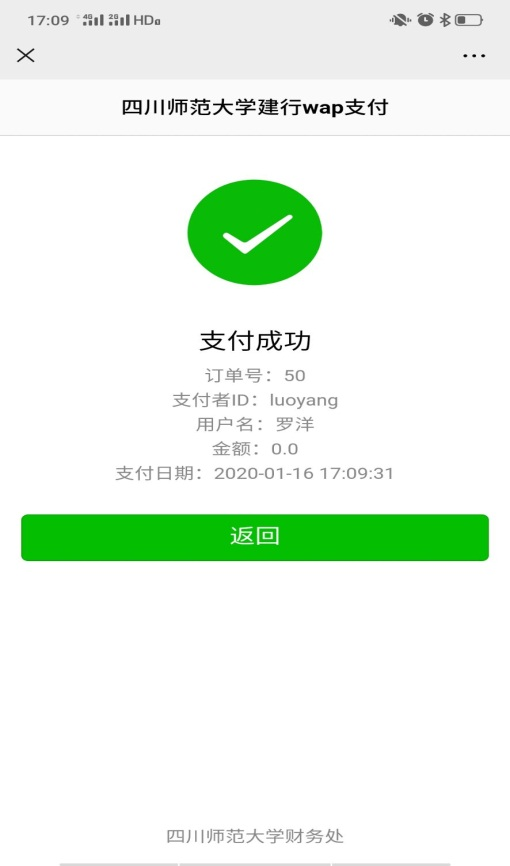 17:09 4G 2G HD
四川师范大学建行wap支付
支付成功
订单号：50
支付者ID：luoyang
用户名：罗洋
金额：0.0
支付日期：2020-01-16 17:09:31
返回
四川师范大学财务处